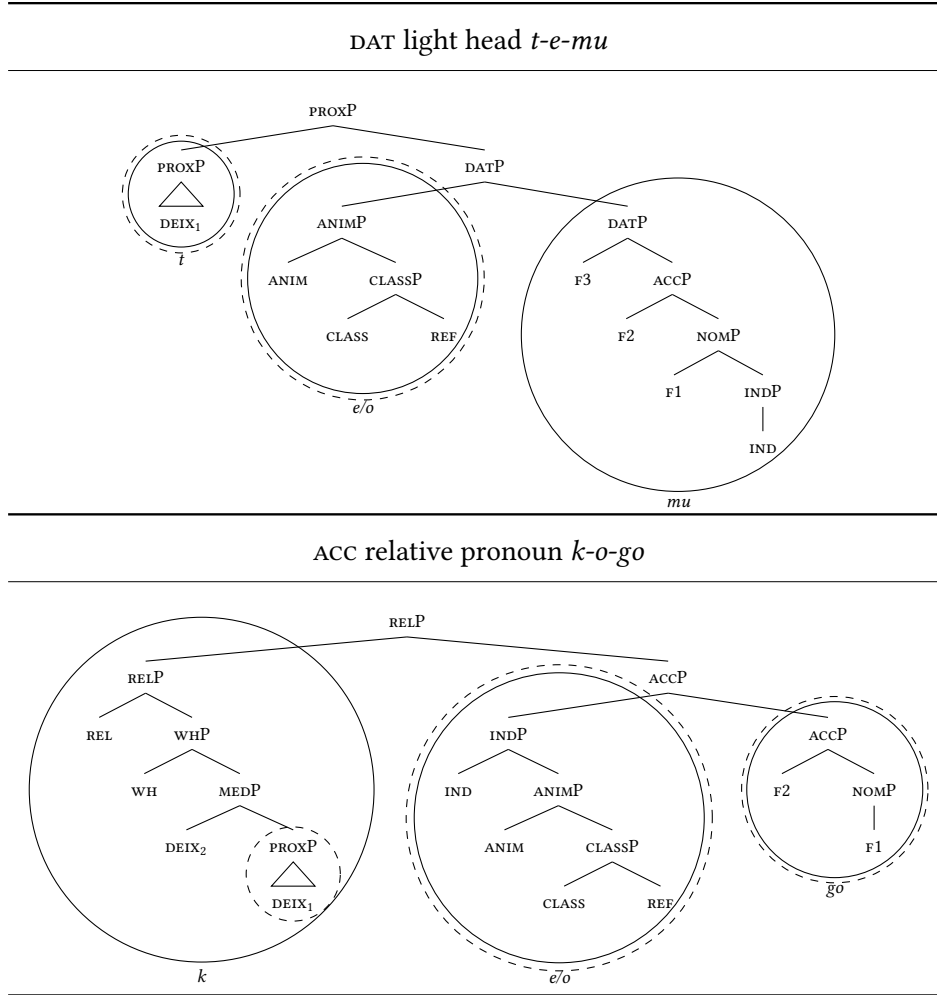 DAT light head t-e-mu
PROXP
PROXP DATP
DEIX₁ ANIMP DATP
t
ANIM CLASSP F3 ACCP
CLASS REF F2 NOMP
F1 INDP
e/o
IND
mu
ACC relative pronoun k-o-go
RELP
RELP ACCP
REL WHP INDP ACCP
WH MEDP IND ANIMP F2 NOMP
DEIX₂ PROXP ANIM CLASSP F1
go
DEIX₁ CLASS REF
k e/o